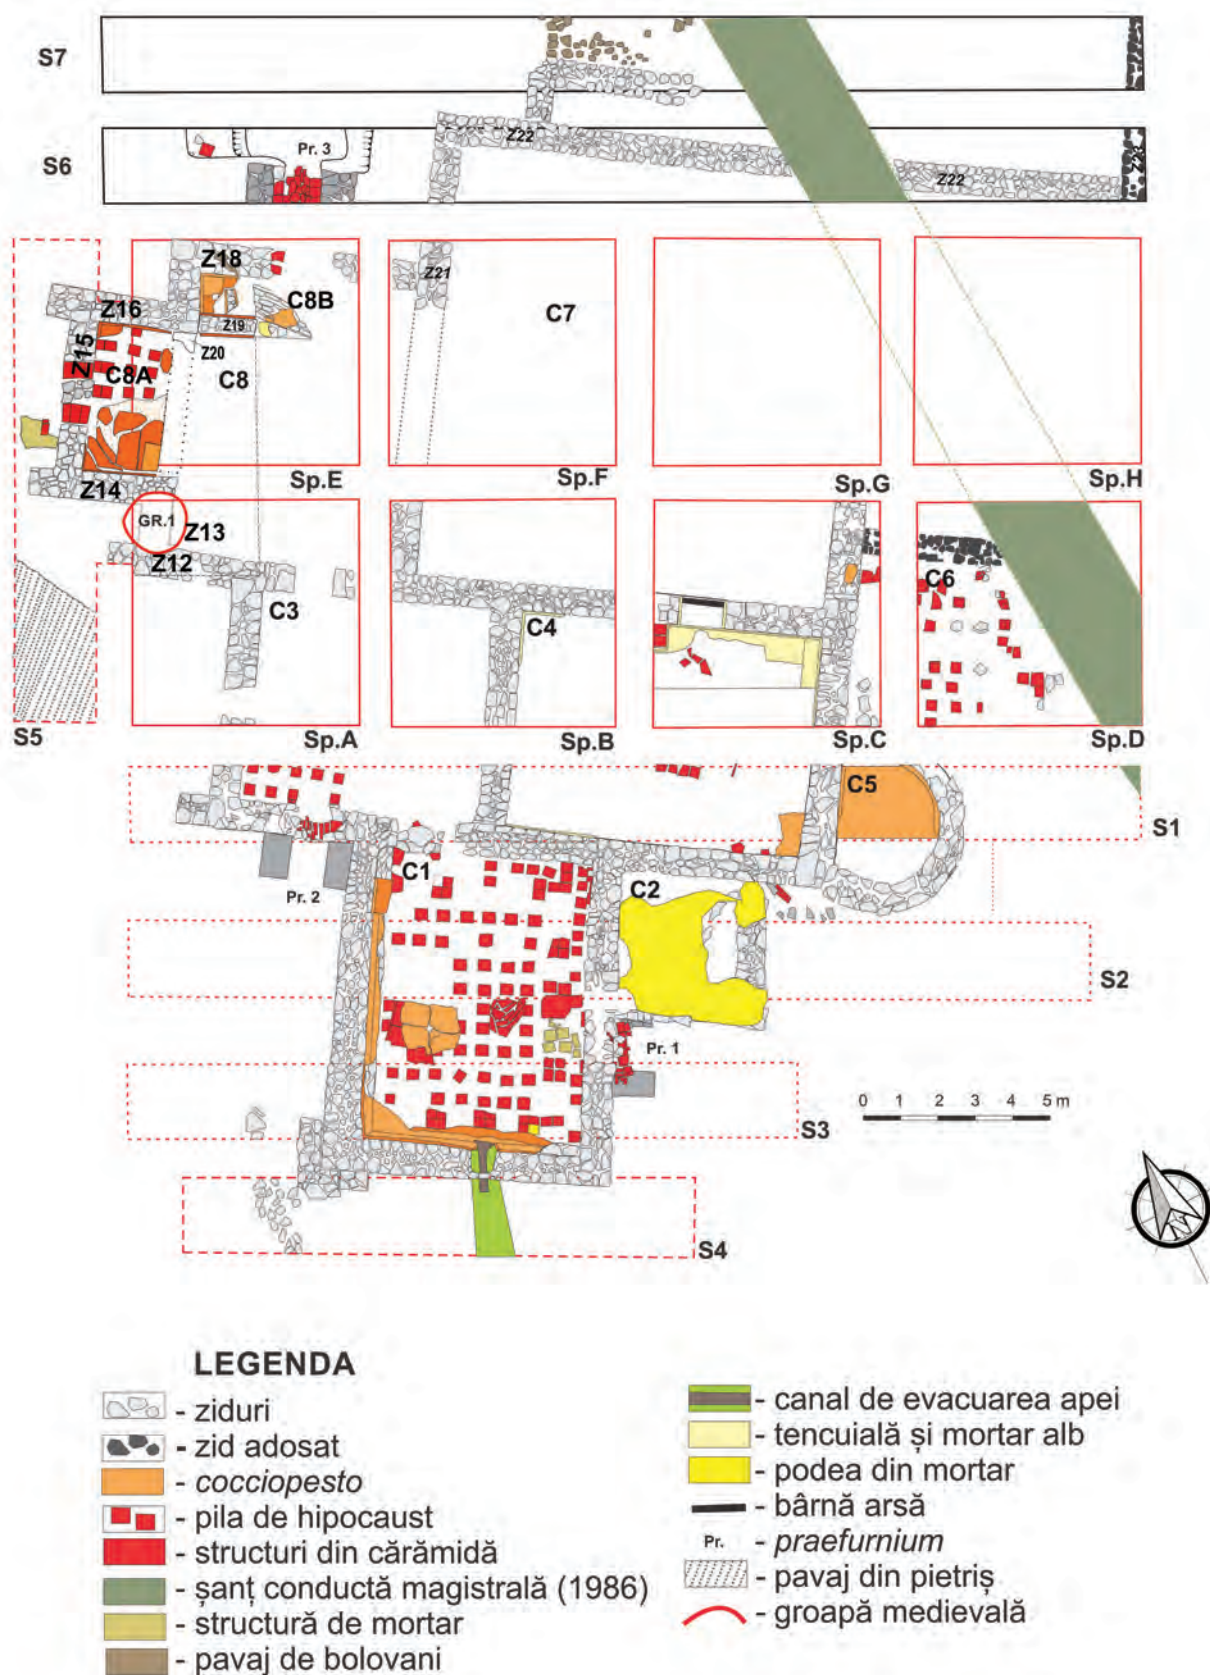 S7
S6
Pr. 3
Z22
Z22
Z23
Z18
C8B
Z16
Z19
Z20
Z15
C8A
C8
Z21
C7
Z14
Sp.E
Sp.F
Sp.G
Sp.H
GR.1
Z13
Z12
C3
C4
C6
S5
Sp.A
Sp.B
Sp.C
Sp.D
C5
S1
C1
C2
Pr. 2
S2
Pr. 1
0 1 2 3 4 5 m
S3
N
S4
LEGENDA
- ziduri
- zid adosat
- cocciopesto
- pila de hipocaust
- structuri din cărămidă
- șanț conductă magistrală (1986)
- structură de mortar
- pavaj de bolovani
- canal de evacuarea apei
- tencuială și mortar alb
- podea din mortar
- bârnă arsă
Pr. - praefurnium
- pavaj din pietriș
- groapă medievală